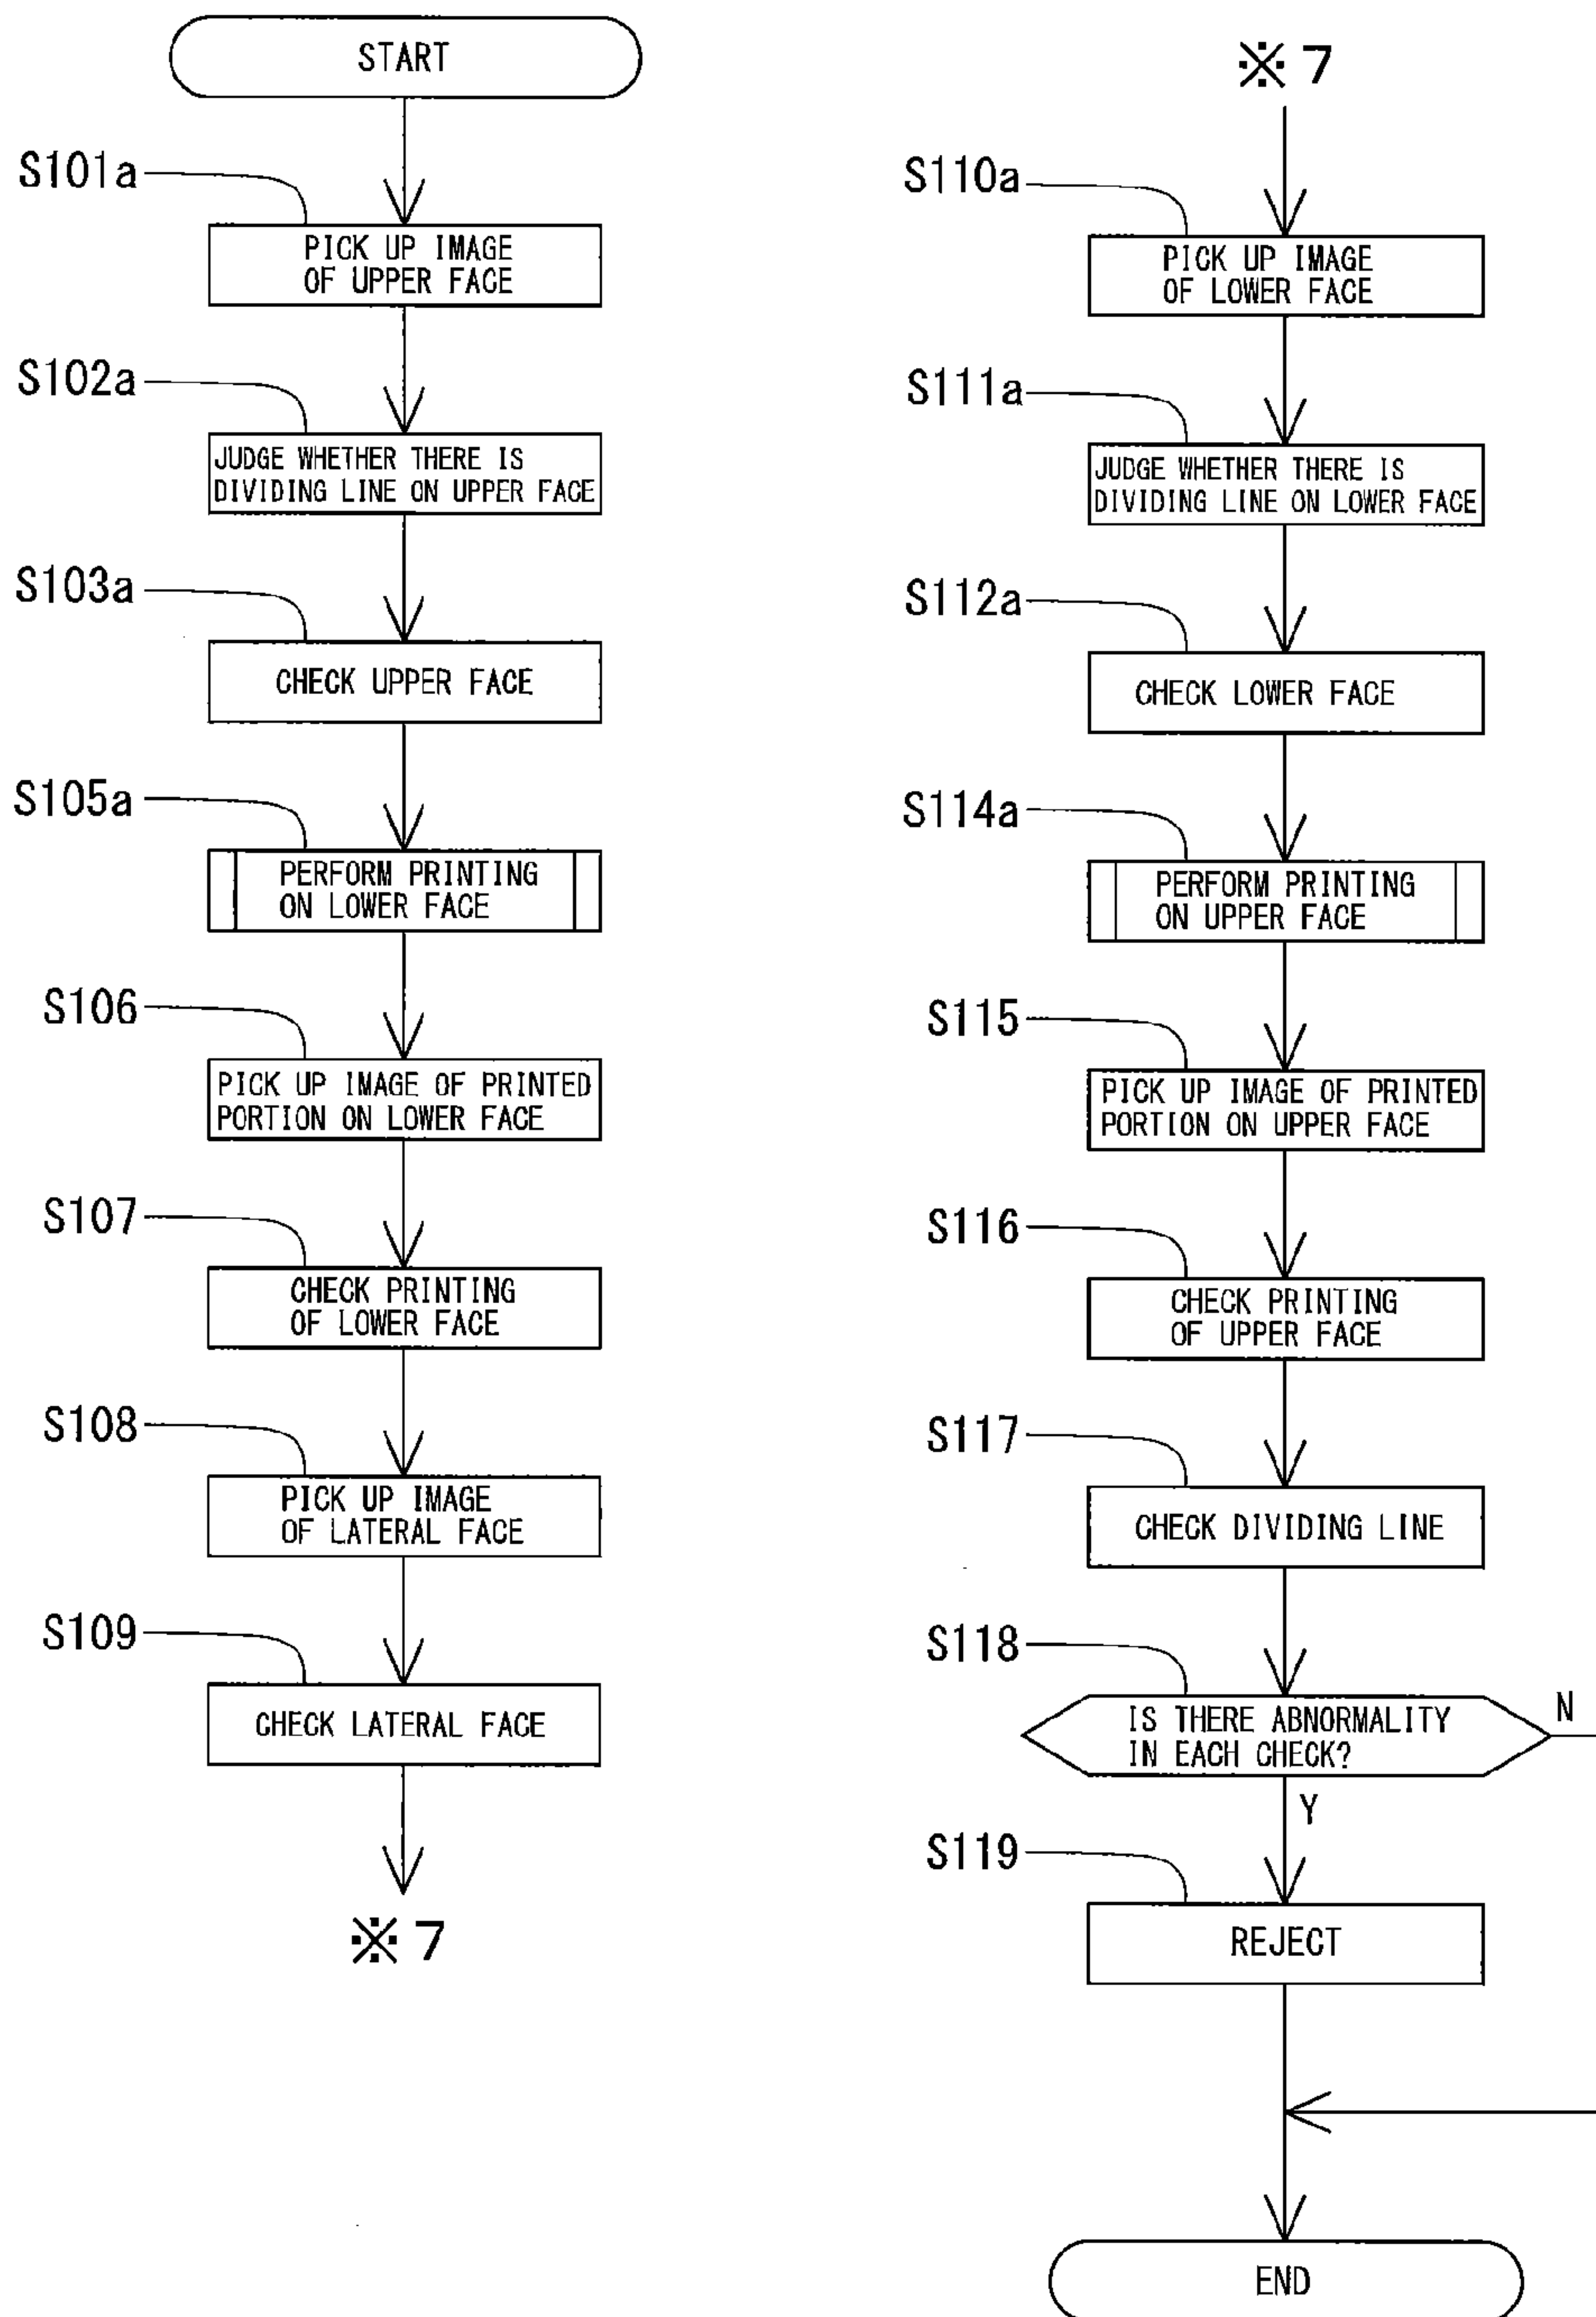 START
S101a
PICK UP IMAGE
OF UPPER FACE
S102a
JUDGE WHETHER THERE IS
DIVIDING LINE ON UPPER FACE
S103a
CHECK UPPER FACE
S105a
PERFORM PRINTING
ON LOWER FACE
S106
PICK UP IMAGE OF PRINTED
PORTION ON LOWER FACE
S107
CHECK PRINTING
OF LOWER FACE
S108
PICK UP IMAGE
OF LATERAL FACE
S109
CHECK LATERAL FACE
※7
※7
S110a
PICK UP IMAGE
OF LOWER FACE
S111a
JUDGE WHETHER THERE IS
DIVIDING LINE ON LOWER FACE
S112a
CHECK LOWER FACE
S114a
PERFORM PRINTING
ON UPPER FACE
S115
PICK UP IMAGE OF PRINTED
PORTION ON UPPER FACE
S116
CHECK PRINTING
OF UPPER FACE
S117
CHECK DIVIDING LINE
S118
IS THERE ABNORMALITY
IN EACH CHECK?
N
Y
S119
REJECT
END